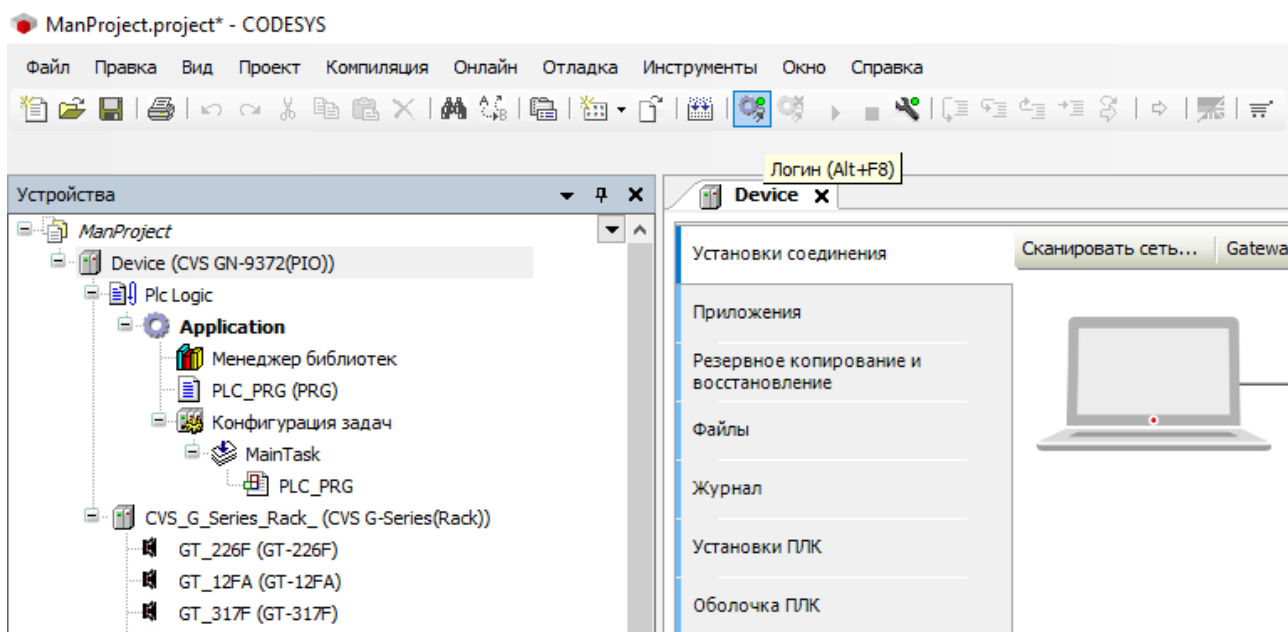 ManProject.project* - CODESYS
Файл Правка Вид Проект Компиляция Онлайн Отладка Инструменты Окно Справка
Логин (Alt+F8)
Устройства
ManProject
Device (CVS GN-9372(PIO))
Plc Logic
Application
Менеджер библиотек
PLC_PRG (PRG)
Конфигурация задач
MainTask
PLC_PRG
CVS_G_Series_Rack_ (CVS G-Series(Rack))
GT_226F (GT-226F)
GT_12FA (GT-12FA)
GT_317F (GT-317F)
Device
Установки соединения
Приложения
Резервное копирование и
восстановление
Файлы
Журнал
Установки ПЛК
Оболочка ПЛК
Сканировать сеть... Gatewa